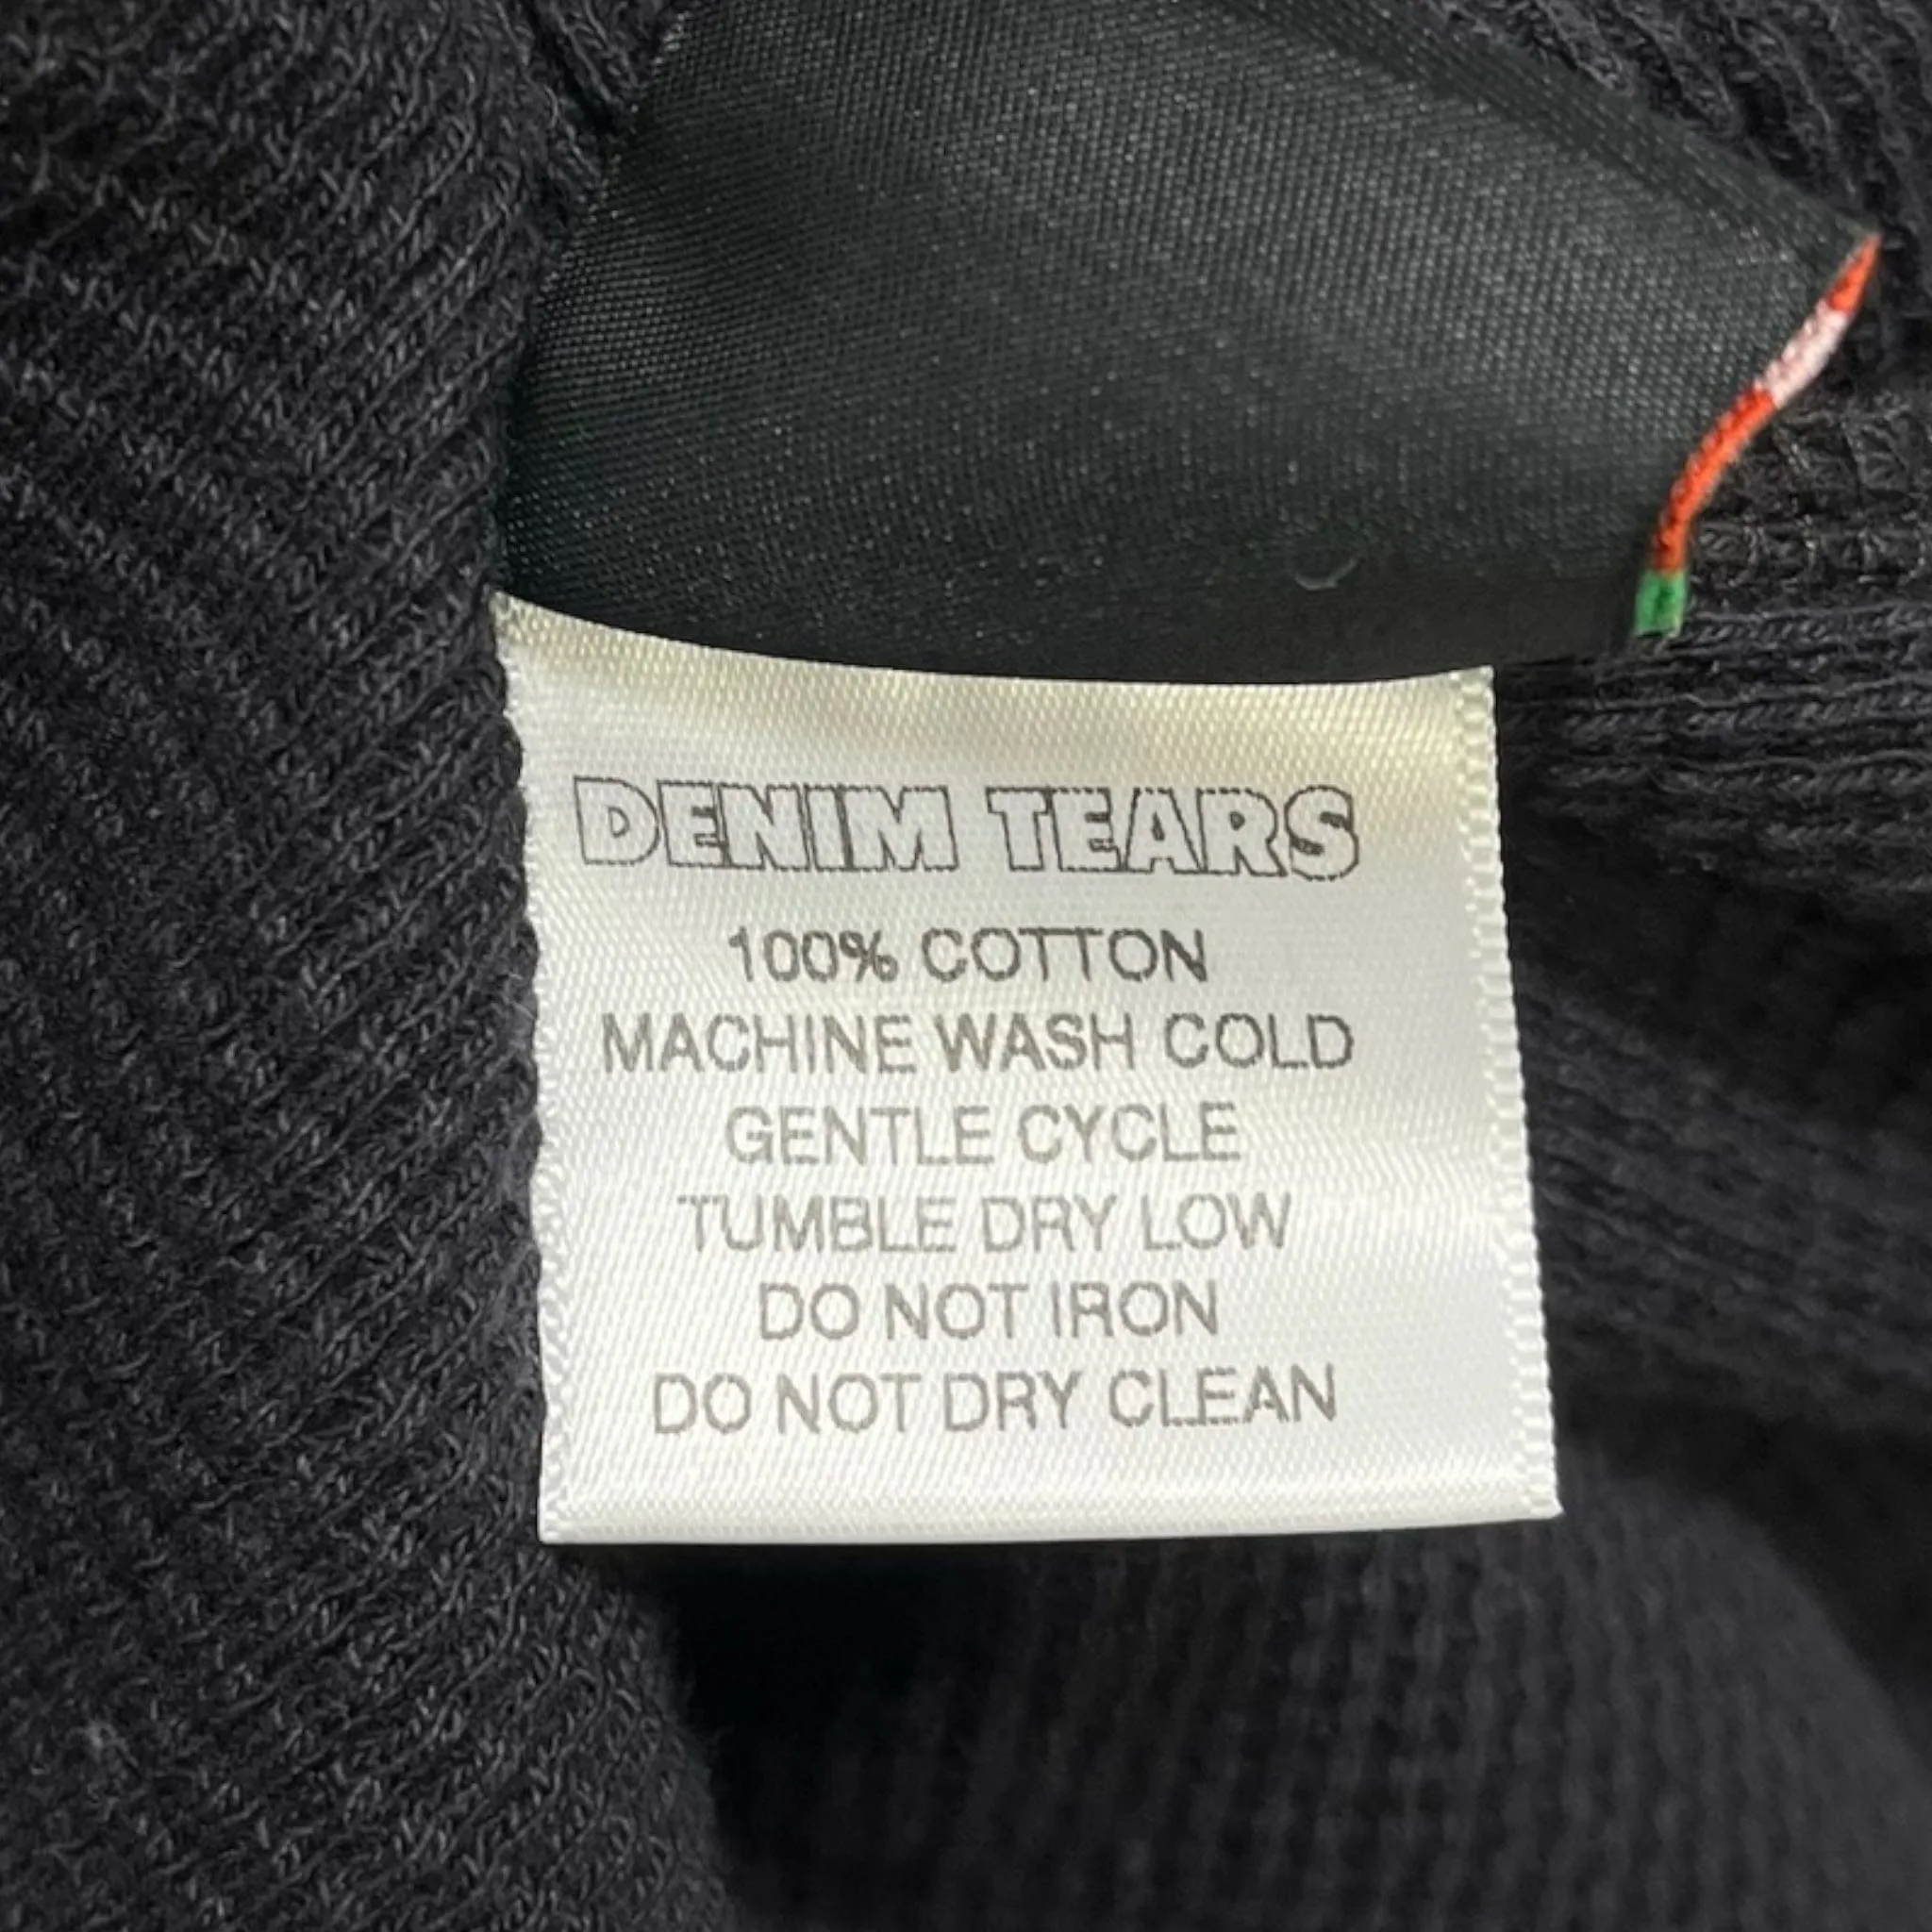 DENIM TEARS
100% COTTON
MACHINE WASH COLD
GENTLE CYCLE
TUMBLE DRY LOW
DO NOT IRON
DO NOT DRY CLEAN